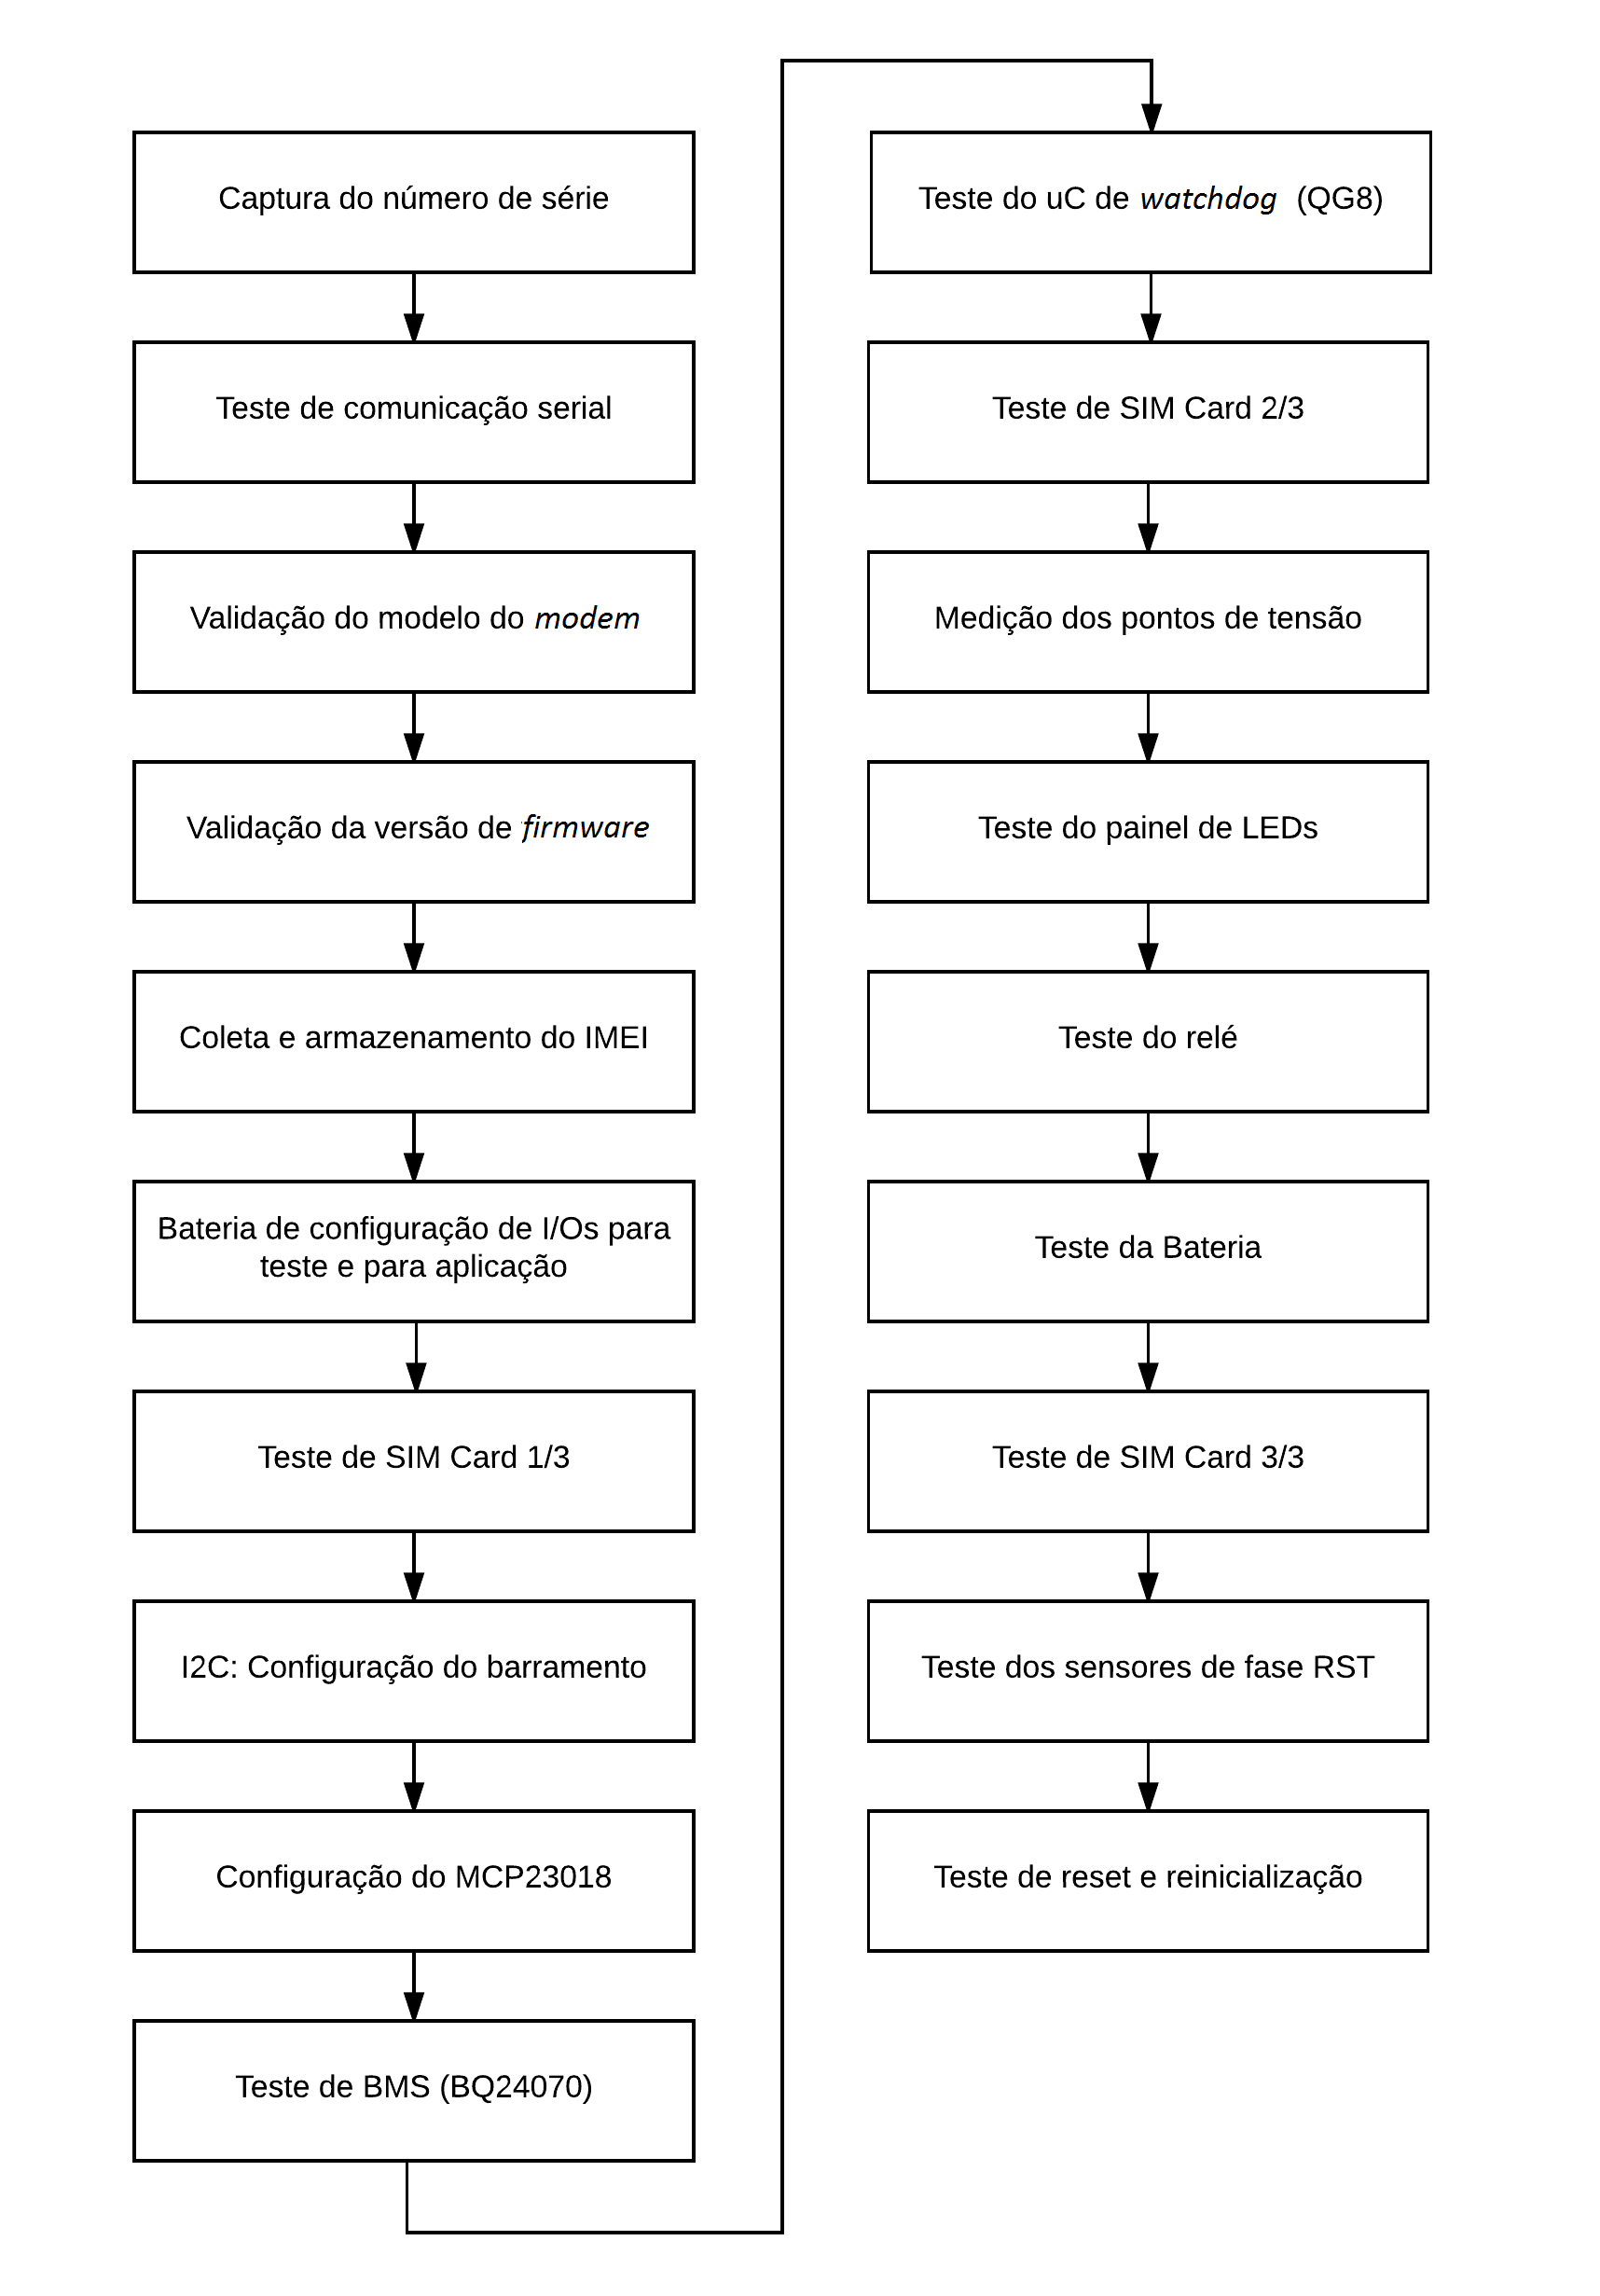 Captura do número de série
Teste de comunicação serial
Validação do modelo do modem
Validação da versão de firmware
Coleta e armazenamento do IMEI
Bateria de configuração de I/Os para
teste e para aplicação
Teste de SIM Card 1/3
I2C: Configuração do barramento
Configuração do MCP23018
Teste de BMS (BQ24070)
Teste do uC de watchdog (QG8)
Teste de SIM Card 2/3
Medição dos pontos de tensão
Teste do painel de LEDs
Teste do relé
Teste da Bateria
Teste de SIM Card 3/3
Teste dos sensores de fase RST
Teste de reset e reinicialização